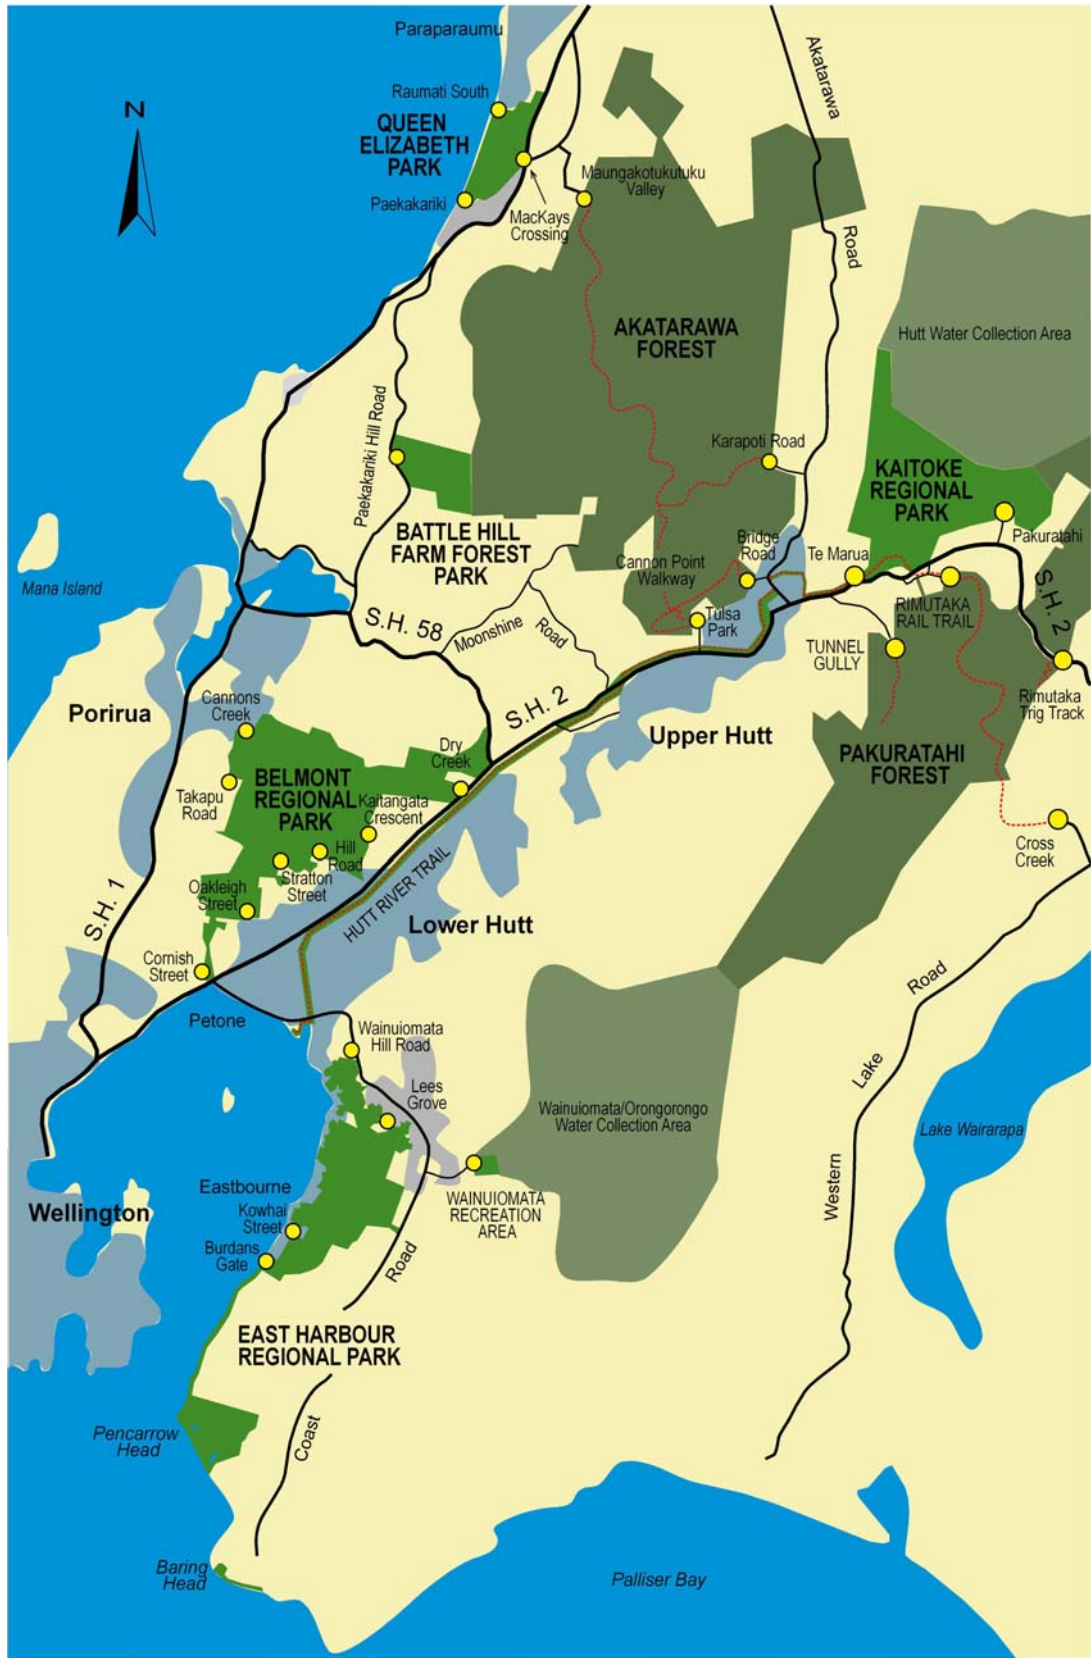 Paraparaumu
Akatarawa
Raumati South
N
QUEEN
ELIZABETH
PARK
Maungakotukutuku
Valley
Paekakariki
MacKays
Crossing
Road
AKATARAWA
FOREST
Hutt Water Collection Area
Paekakariki Hill Road
Karapoti Road
KAITOKE
REGIONAL
PARK
BATTLE HILL
FARM FOREST
PARK
Bridge
Road
Pakuratahi
Cannon Point
Walkway
Te Marua
Mana Island
S.H. 2
RIMUTAKA
RAIL TRAIL
Tulsa
Park
S.H. 58
Moonshine
Road
TUNNEL
GULLY
Rimutaka
Trig Track
Cannons
Creek
S.H. 2
Porirua
Upper Hutt
Dry
Creek
PAKURATAHI
FOREST
BELMONT
REGIONAL
PARK
Takapu
Road
Kaitangata
Crescent
Cross
Creek
Hill
Road
Stratton
Street
Oakleigh
Street
S.H. 1
HUTT RIVER TRAIL
Lower Hutt
Cornish
Street
Road
Petone
Wainuiomata
Hill Road
Lake
Lees
Grove
Wainuiomata/Orongorongo
Water Collection Area
Lake Wairarapa
Eastbourne
WAINUIOMATA
RECREATION
AREA
Western
Wellington
Kowhai
Street
Burdans
Gate
Road
EAST HARBOUR
REGIONAL PARK
Pencarrow
Head
Coast
Baring
Head
Palliser Bay